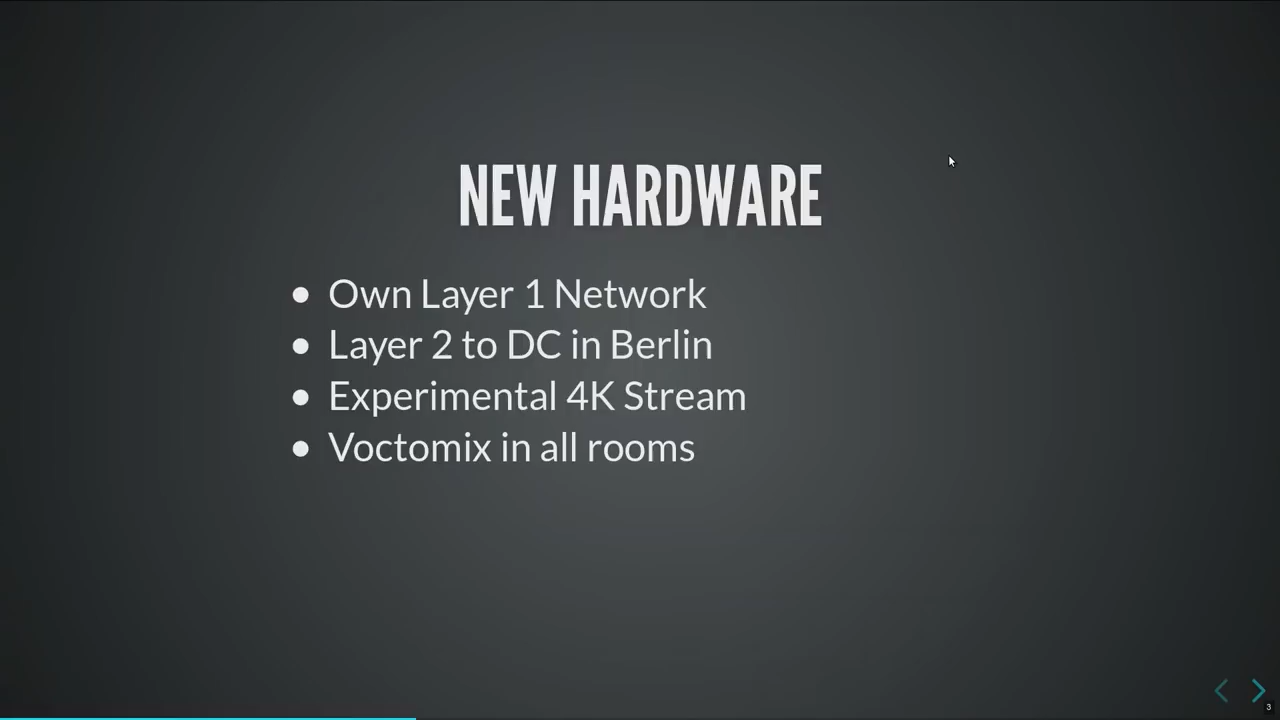 NEW HARDWARE
• Own Layer 1 Network
• Layer 2 to DC in Berlin
• Experimental 4K Stream
• Voctomix in all rooms
3